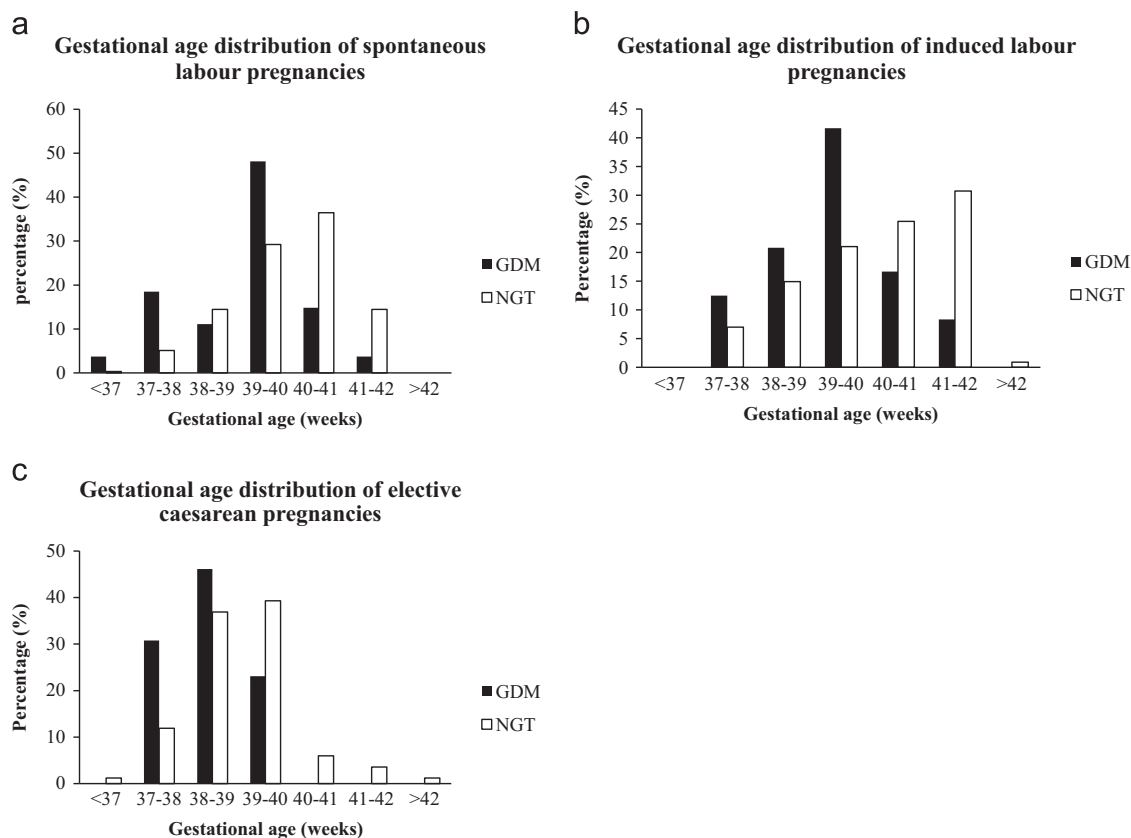 a
Gestational age distribution of spontaneous
labour pregnancies
60
50
40
30
20
10
0
percentage (%)
<37 37-38 38-39 39-40 40-41 41-42 >42
Gestational age (weeks)
GDM
NGT
b
Gestational age distribution of induced labour
pregnancies
45
40
35
30
25
20
15
10
5
0
Percentage (%)
<37 37-38 38-39 39-40 40-41 41-42 >42
Gestational age (weeks)
GDM
NGT
c
Gestational age distribution of elective
caesarean pregnancies
50
40
30
20
10
0
Percentage (%)
<37 37-38 38-39 39-40 40-41 41-42 >42
Gestational age (weeks)
GDM
NGT